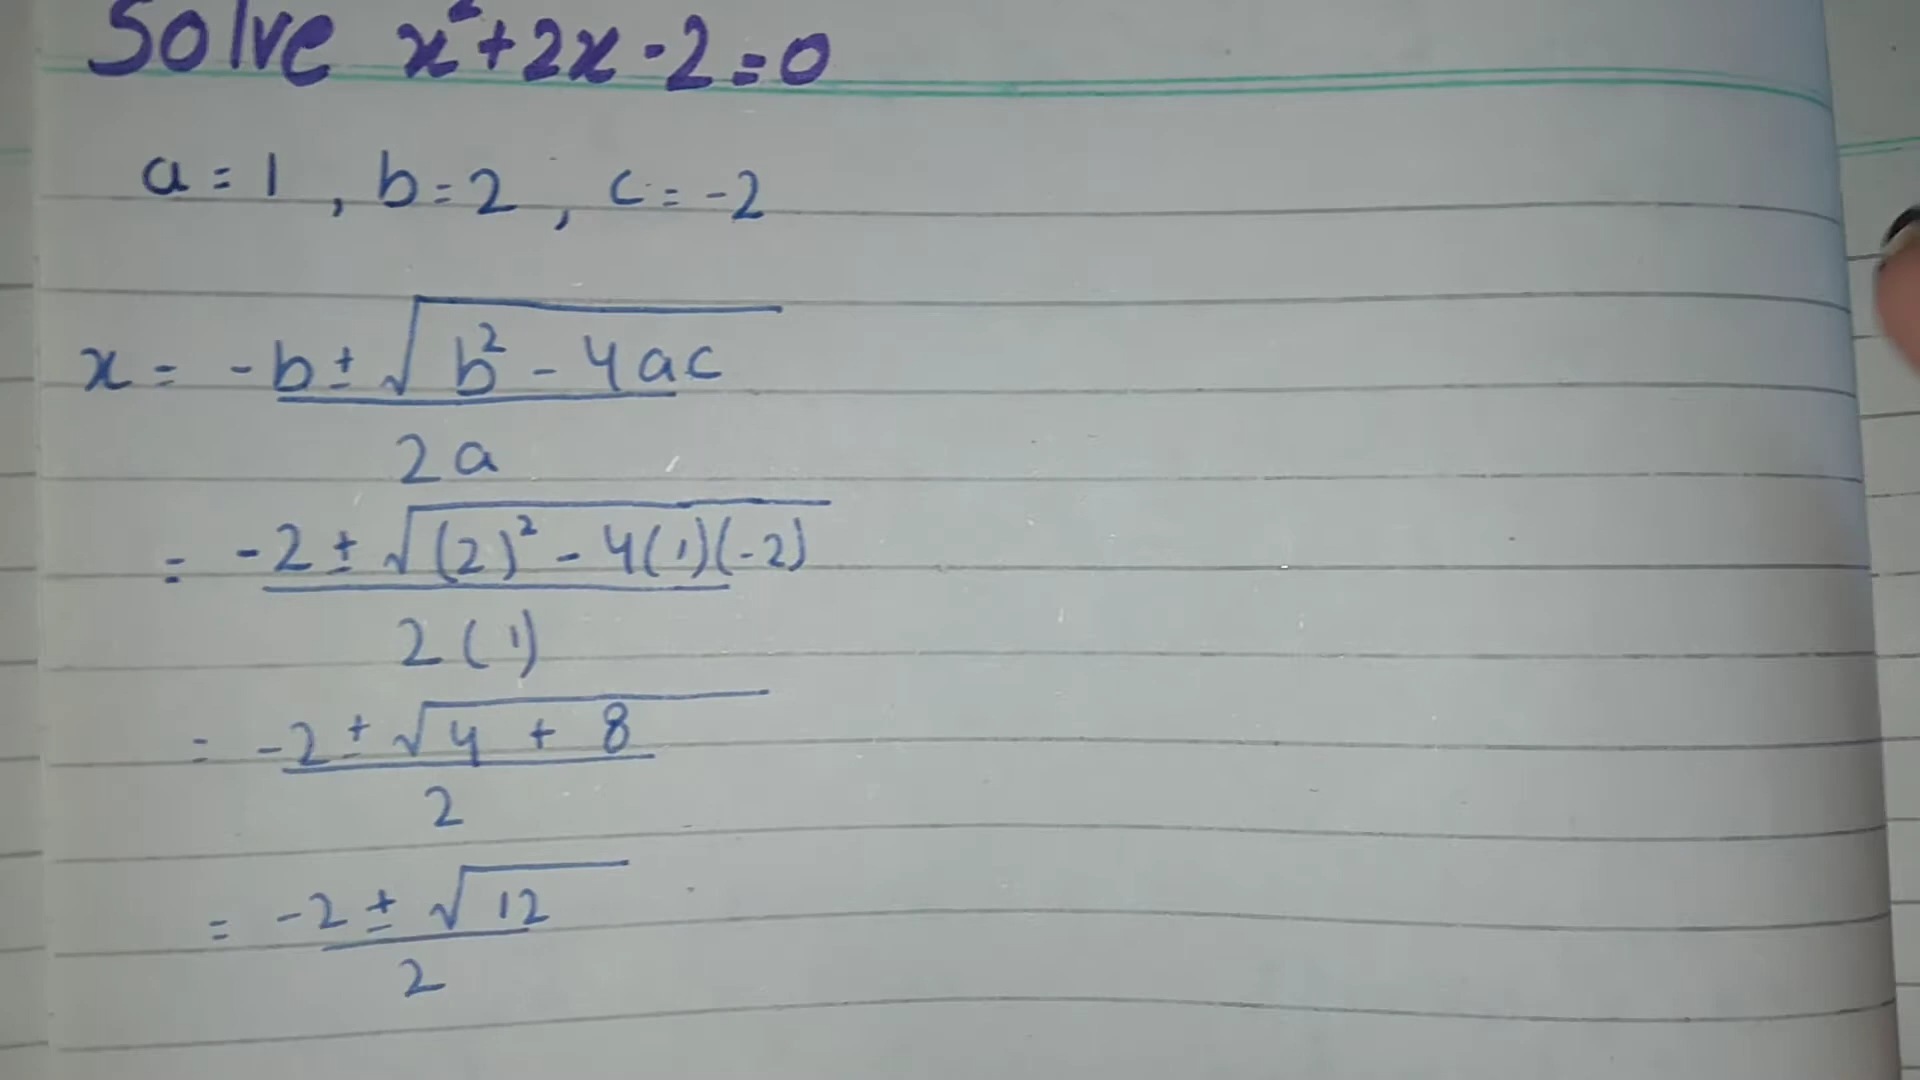 Solve x²+2x-2=0
a=1, b=2, c=-2
x = -b±√b²-4ac
2a
= -2±√(2)²-4(1)(-2)
2(1)
= -2±√4+8
2
= -2±√12
2